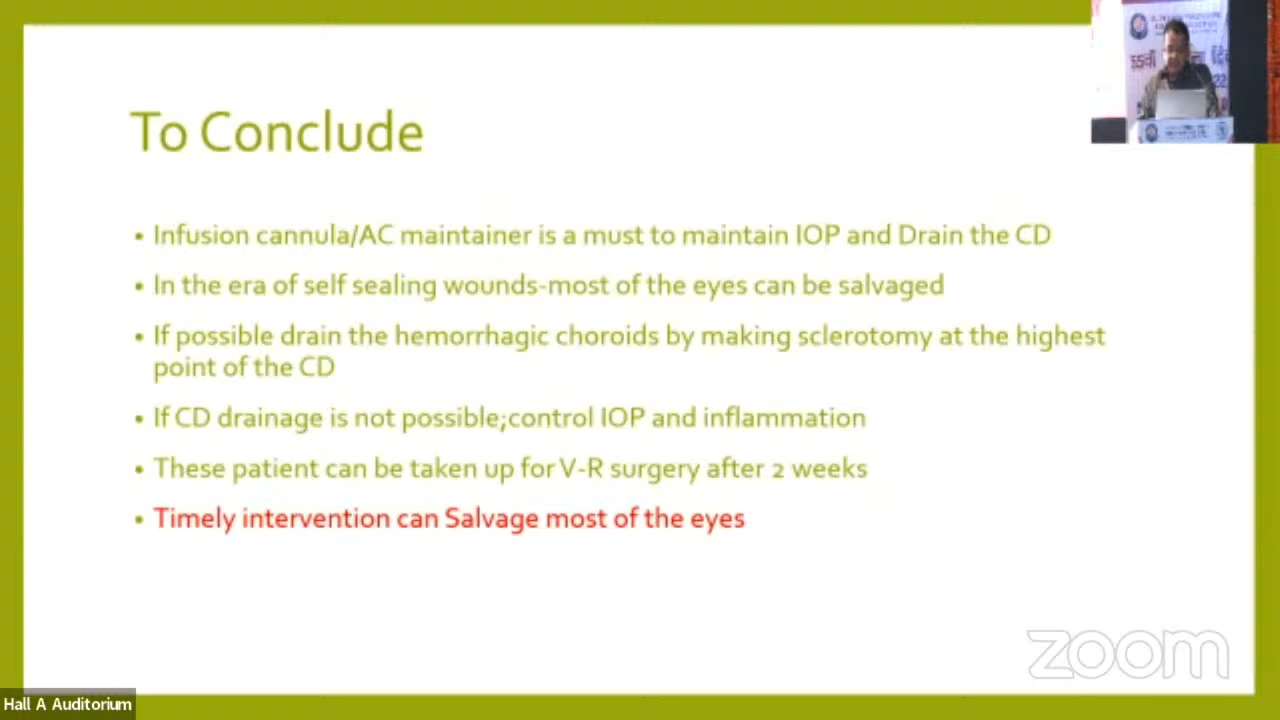 To Conclude
• Infusion cannula/AC maintainer is a must to maintain IOP and Drain the CD
• In the era of self sealing wounds-most of the eyes can be salvaged
• If possible drain the hemorrhagic choroids by making sclerotomy at the highest
point of the CD
• If CD drainage is not possible;control IOP and inflammation
• These patient can be taken up for V-R surgery after 2 weeks
• Timely intervention can Salvage most of the eyes
55वाँ
22
zoom
Hall A Auditorium